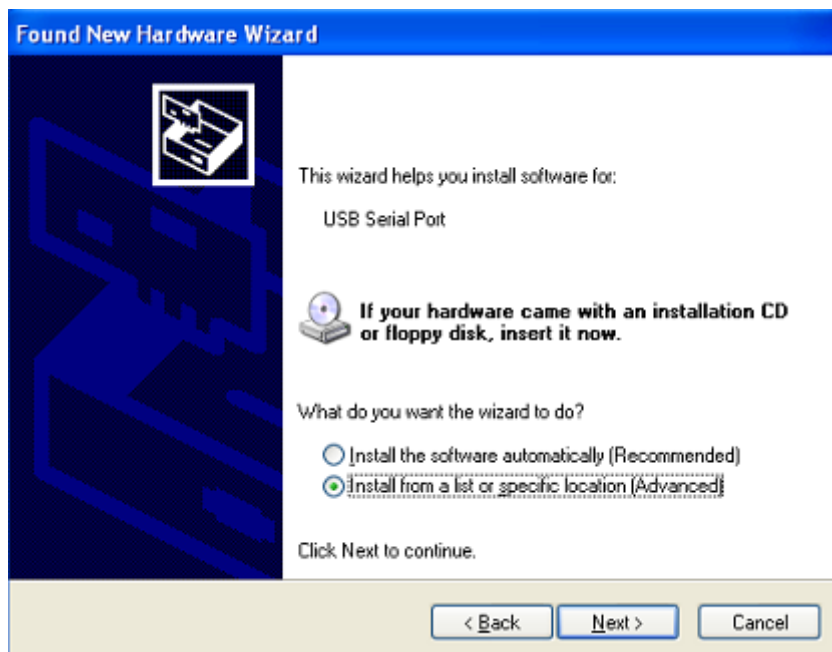 Found New Hardware Wizard
This wizard helps you install software for:
USB Serial Port
If your hardware came with an installation CD
or floppy disk, insert it now.
What do you want the wizard to do?
Install the software automatically (Recommended)
Install from a list or specific location (Advanced)
Click Next to continue.
< Back
Next >
Cancel